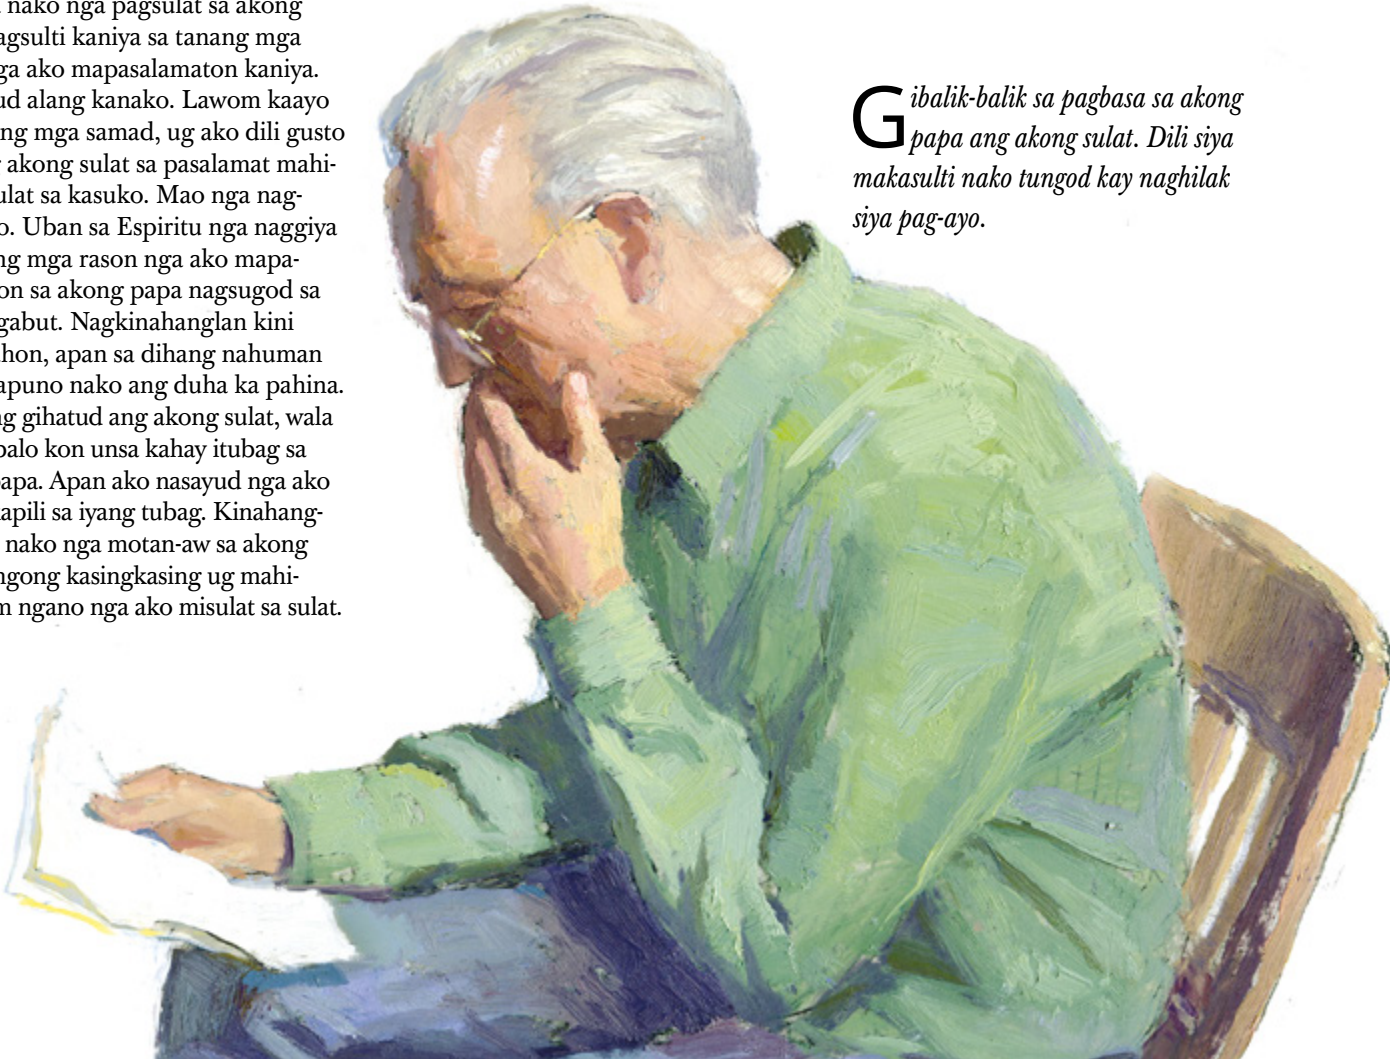 nako nga pagsulat sa akong
agsulti kaniya sa tanang mga
ga ako mapasalamaton kaniya.
ud alang kanako. Lawom kaayo
ng mga samad, ug ako dili gusto
akong sulat sa pasalamat mahi-
ulat sa kasuko. Mao nga nag-
o. Uban sa Espiritu nga naggiya
ng mga rason nga ako mapa-
on sa akong papa nagsugod sa
gabut. Nagkinahanglan kini
hon, apan sa dihang nahuman
apuno nako ang duha ka pahina.
ng gihatud ang akong sulat, wala
balo kon unsa kahay itubag sa
papa. Apan ako nasayud nga ako
apili sa iyang tubag. Kinahang-
nako nga motan-aw sa akong
ngong kasingkasing ug mahi-
m ngano nga ako misulat sa sulat.
Gibalik-balik sa pagbasa sa akong
papa ang akong sulat. Dili siya
makasulti nako tungod kay naghilak
siya pag-ayo.